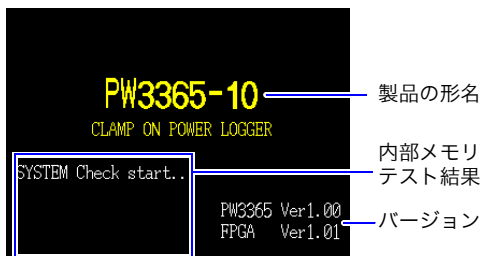 PW3365-10
製品の形名
CLAMP ON POWER LOGGER
内部メモリ
テスト結果
SYSTEM Check start..
PW3365 Ver1.00
FPGA Ver1.01
バージョン